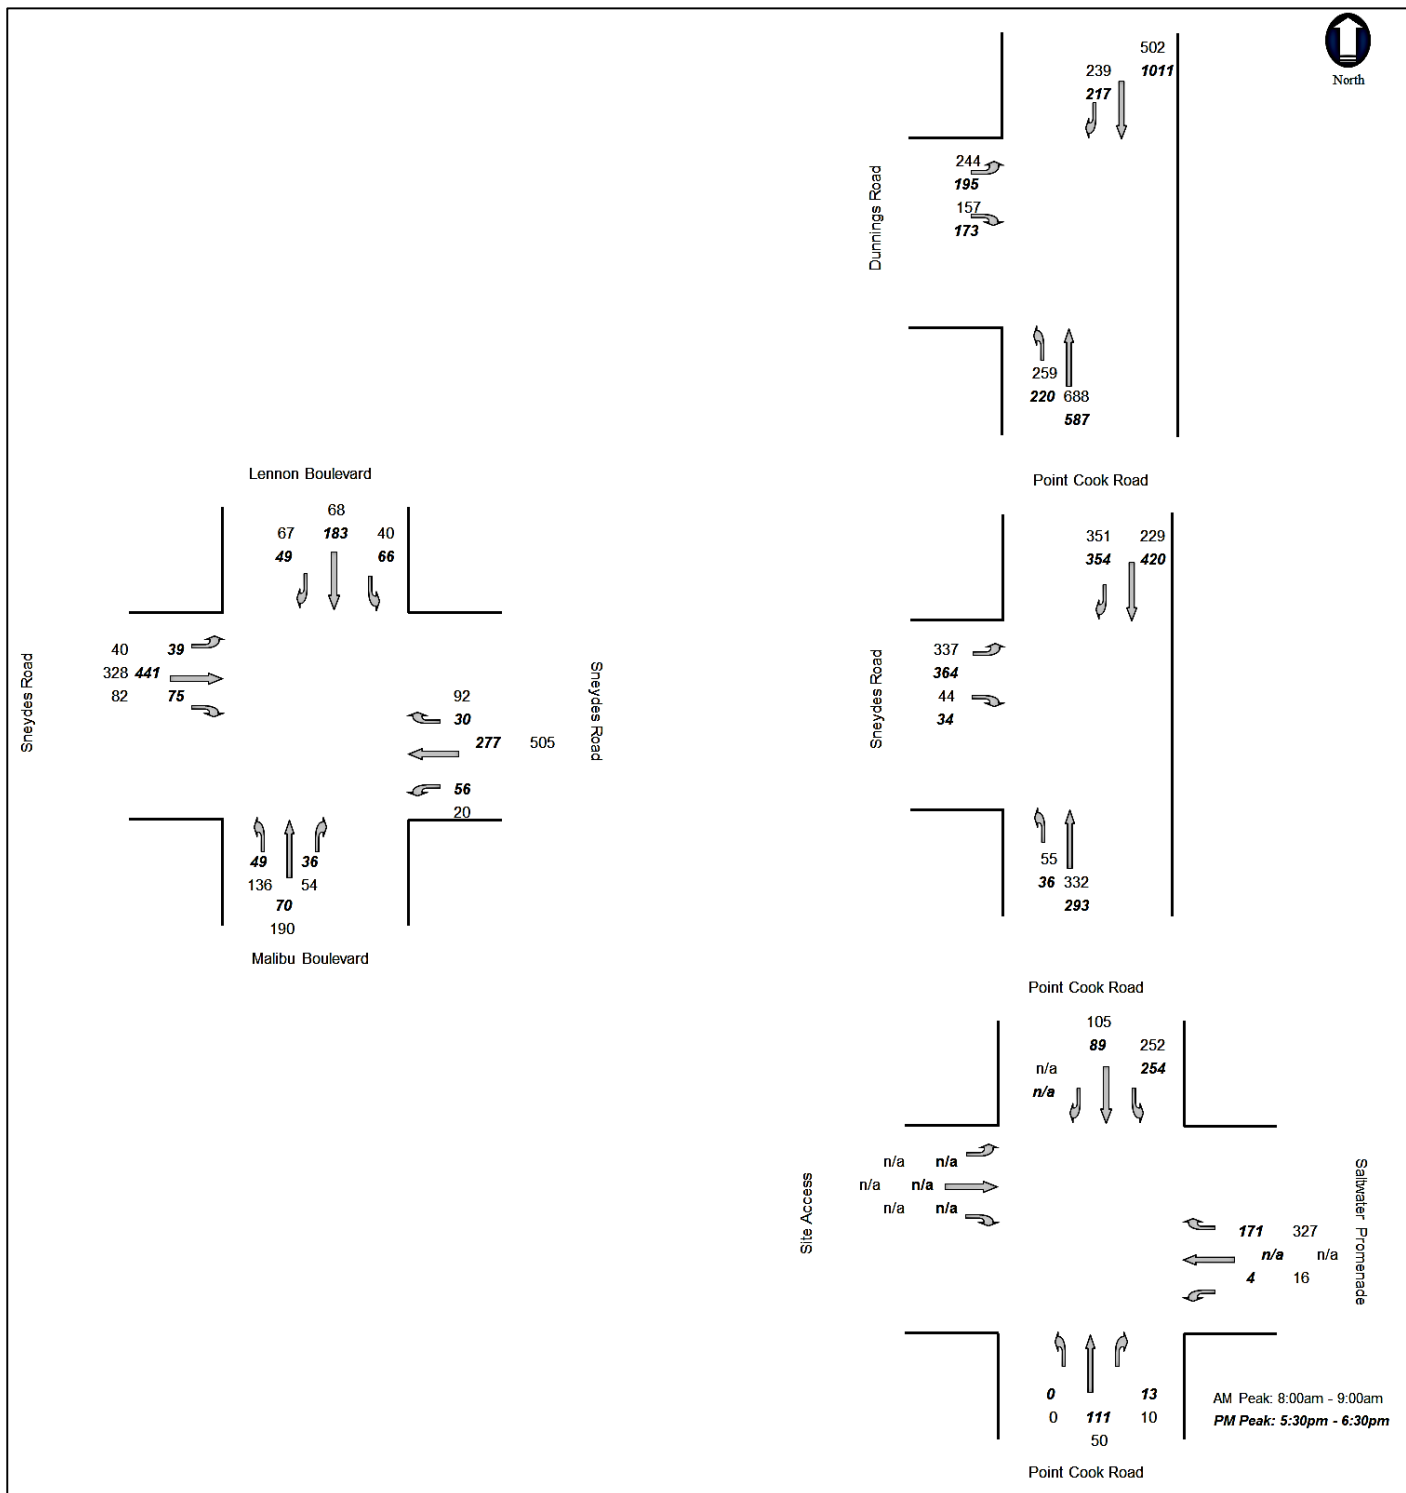 North
502
239
1011
217
Dunnings Road
244
195
157
173
259
220
688
587
Point Cook Road
Lennon Boulevard
68
67
183
40
49
66
Sneydes Road
40
39
328
441
82
75
92
30
277
505
56
20
Sneydes Road
49
36
136
54
70
190
Malibu Boulevard
351
229
354
420
Sneydes Road
337
364
44
34
55
36
332
293
Point Cook Road
105
89
252
n/a
254
n/a
Site Access
n/a
n/a
n/a
n/a
n/a
n/a
171
327
n/a
n/a
4
16
Saltwater Promenade
0
13
0
111
10
50
Point Cook Road
AM Peak: 8:00am - 9:00am
PM Peak: 5:30pm - 6:30pm